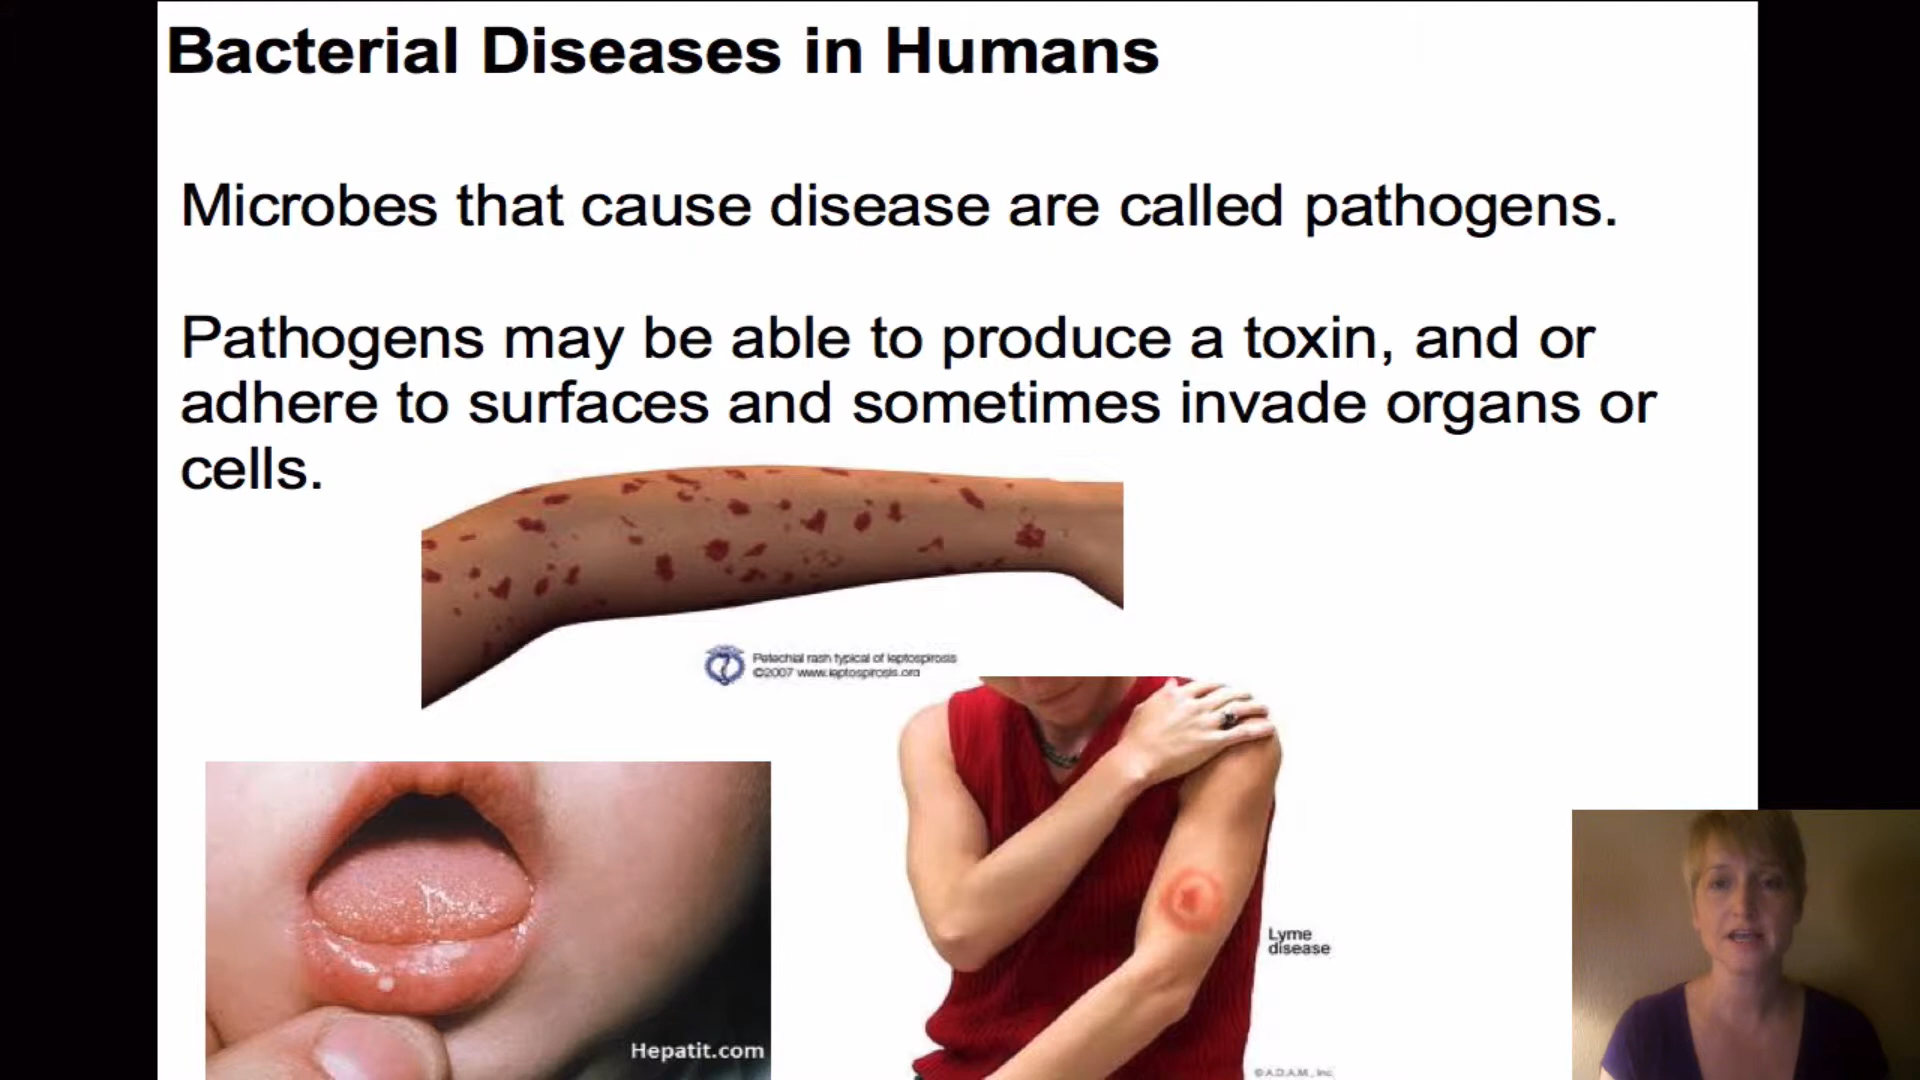 Bacterial Diseases in Humans
Microbes that cause disease are called pathogens.
Pathogens may be able to produce a toxin, and or
adhere to surfaces and sometimes invade organs or
cells.
Petechial rash typical of leptospirosis
©2007 www.leptospirosis.org
Lyme
disease
Hepatit.com
©A.D.A.M., Inc.